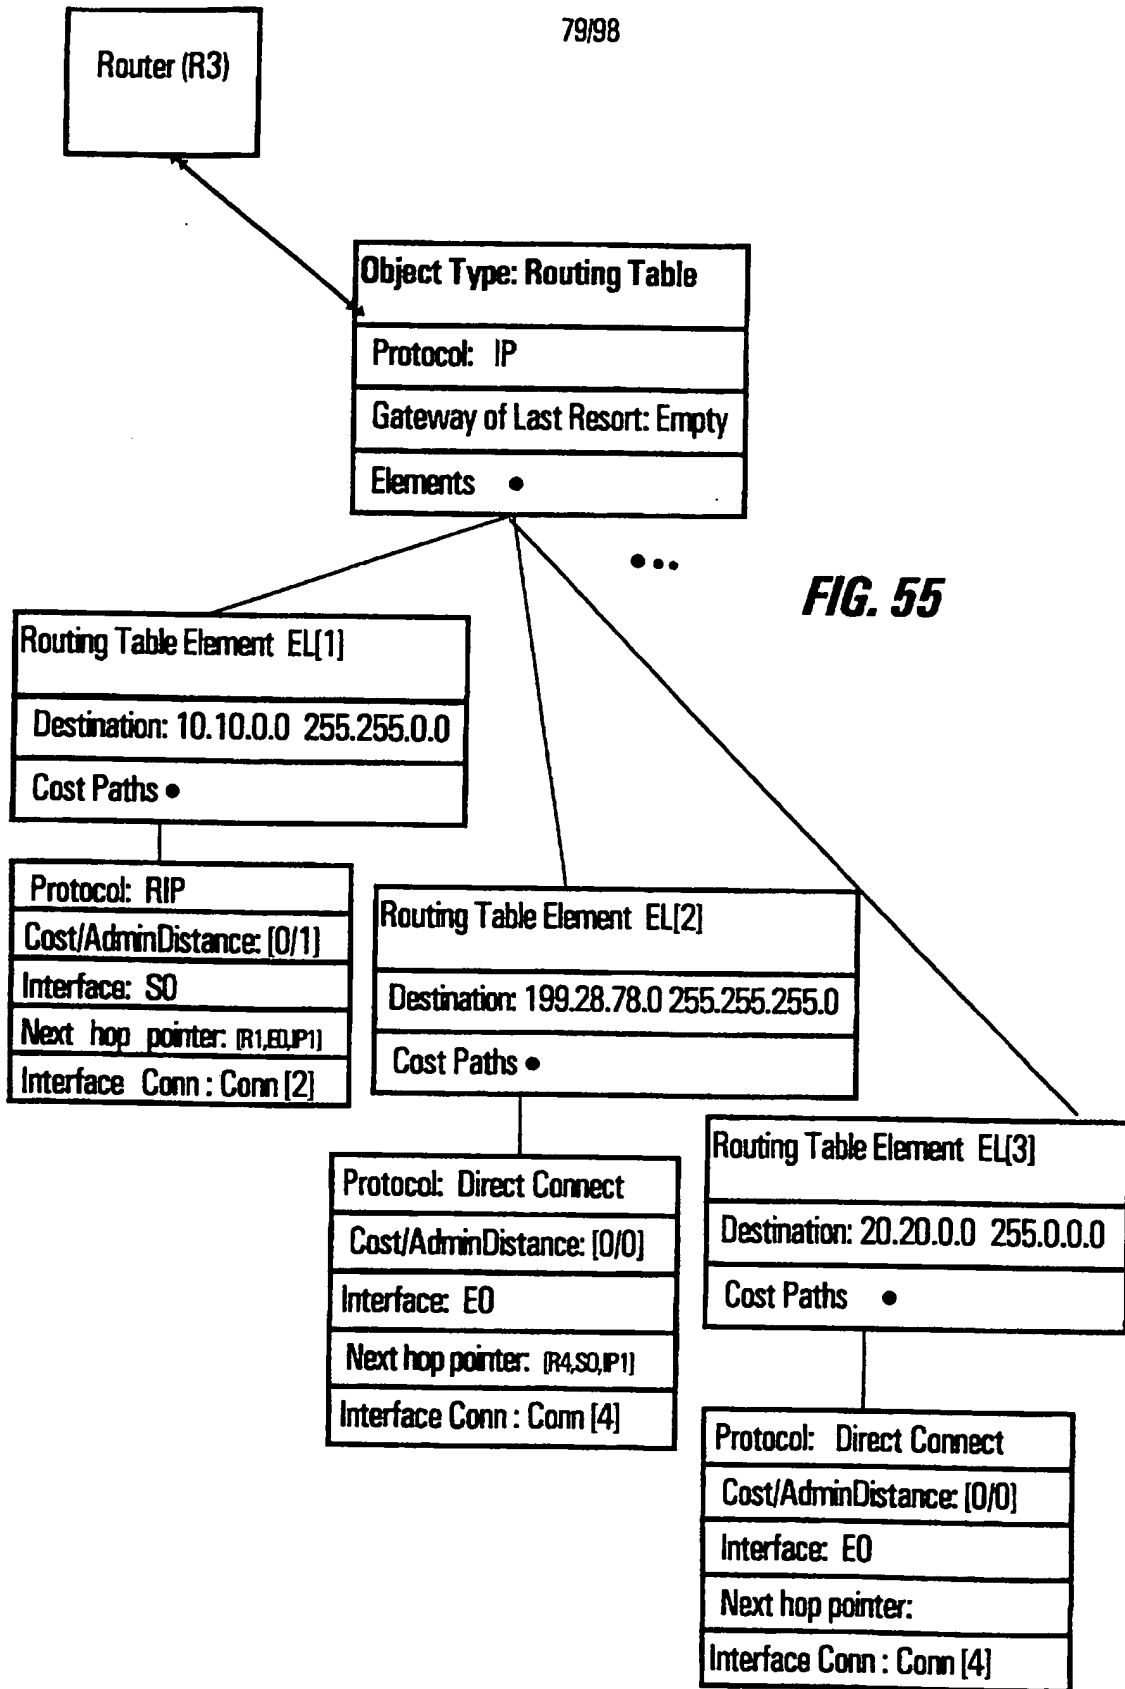 79/98
Router (R3)
Object Type: Routing Table
Protocol: IP
Gateway of Last Resort: Empty
Elements
FIG. 55
Routing Table Element EL[1]
Destination: 10.10.0.0 255.255.0.0
Cost Paths
Protocol: RIP
Cost/AdminDistance: [0/1]
Interface: S0
Next hop pointer: [R1,E0,IP1]
Interface Conn : Conn [2]
Routing Table Element EL[2]
Destination: 199.28.78.0 255.255.255.0
Cost Paths
Protocol: Direct Connect
Cost/AdminDistance: [0/0]
Interface: E0
Next hop pointer: [R4,S0,IP1]
Interface Conn : Conn [4]
Routing Table Element EL[3]
Destination: 20.20.0.0 255.0.0.0
Cost Paths
Protocol: Direct Connect
Cost/AdminDistance: [0/0]
Interface: E0
Next hop pointer:
Interface Conn : Conn [4]